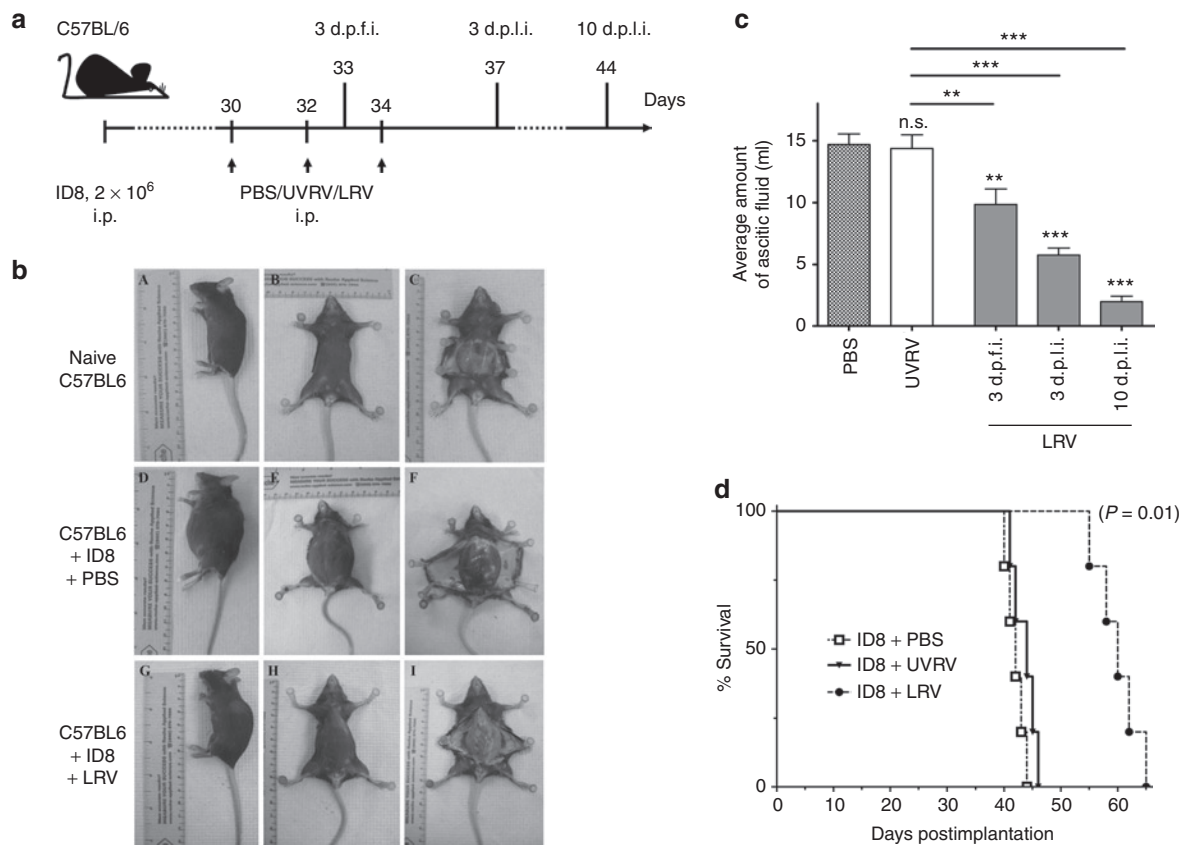 a
C57BL/6
3 d.p.f.i.
3 d.p.l.i.
10 d.p.l.i.
33
37
44
30
32
34
Days
ID8, 2 × 10⁶
i.p.
PBS/UVRV/LRV
i.p.
b
Naive
C57BL6
A
B
C
C57BL6
+ ID8
+ PBS
D
E
F
C57BL6
+ ID8
+ LRV
G
H
I
c
***
***
**
n.s.
**
***
***
Average amount
of ascitic fluid (ml)
15
10
5
0
PBS
UVRV
3 d.p.f.i.
3 d.p.l.i.
10 d.p.l.i.
LRV
d
(P = 0.01)
% Survival
100
50
0
ID8 + PBS
ID8 + UVRV
ID8 + LRV
0
10
20
30
40
50
60
Days postimplantation